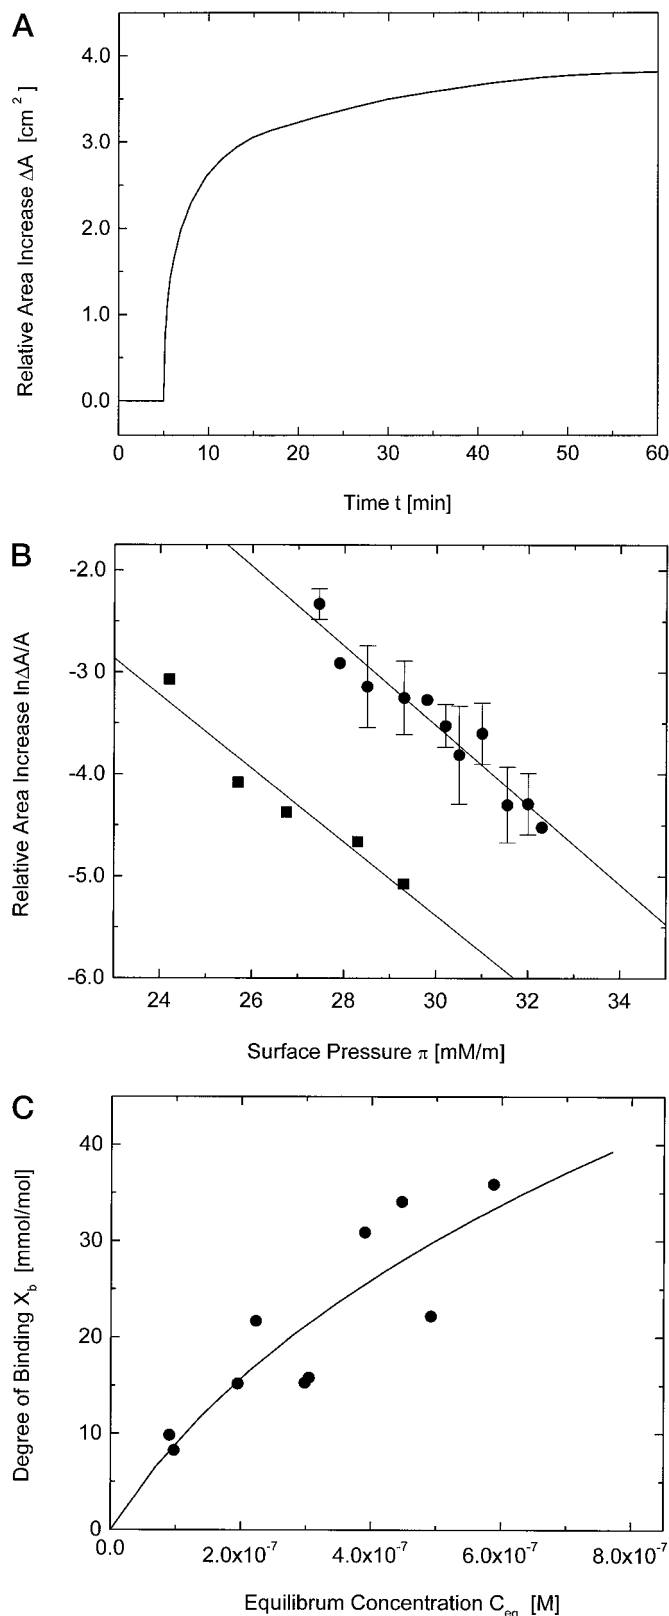 A
Relative Area Increase ΔA [cm²]
4.0
3.0
2.0
1.0
0.0
0 10 20 30 40 50 60
Time t [min]
B
Relative Area Increase lnΔA/A
-2.0
-3.0
-4.0
-5.0
-6.0
24 26 28 30 32 34
Surface Pressure π [mM/m]
C
Degree of Binding X_b [mmol/mol]
40
30
20
10
0
0.0 2.0x10⁻⁷ 4.0x10⁻⁷ 6.0x10⁻⁷ 8.0x10⁻⁷
Equilibrum Concentration C_eq [M]